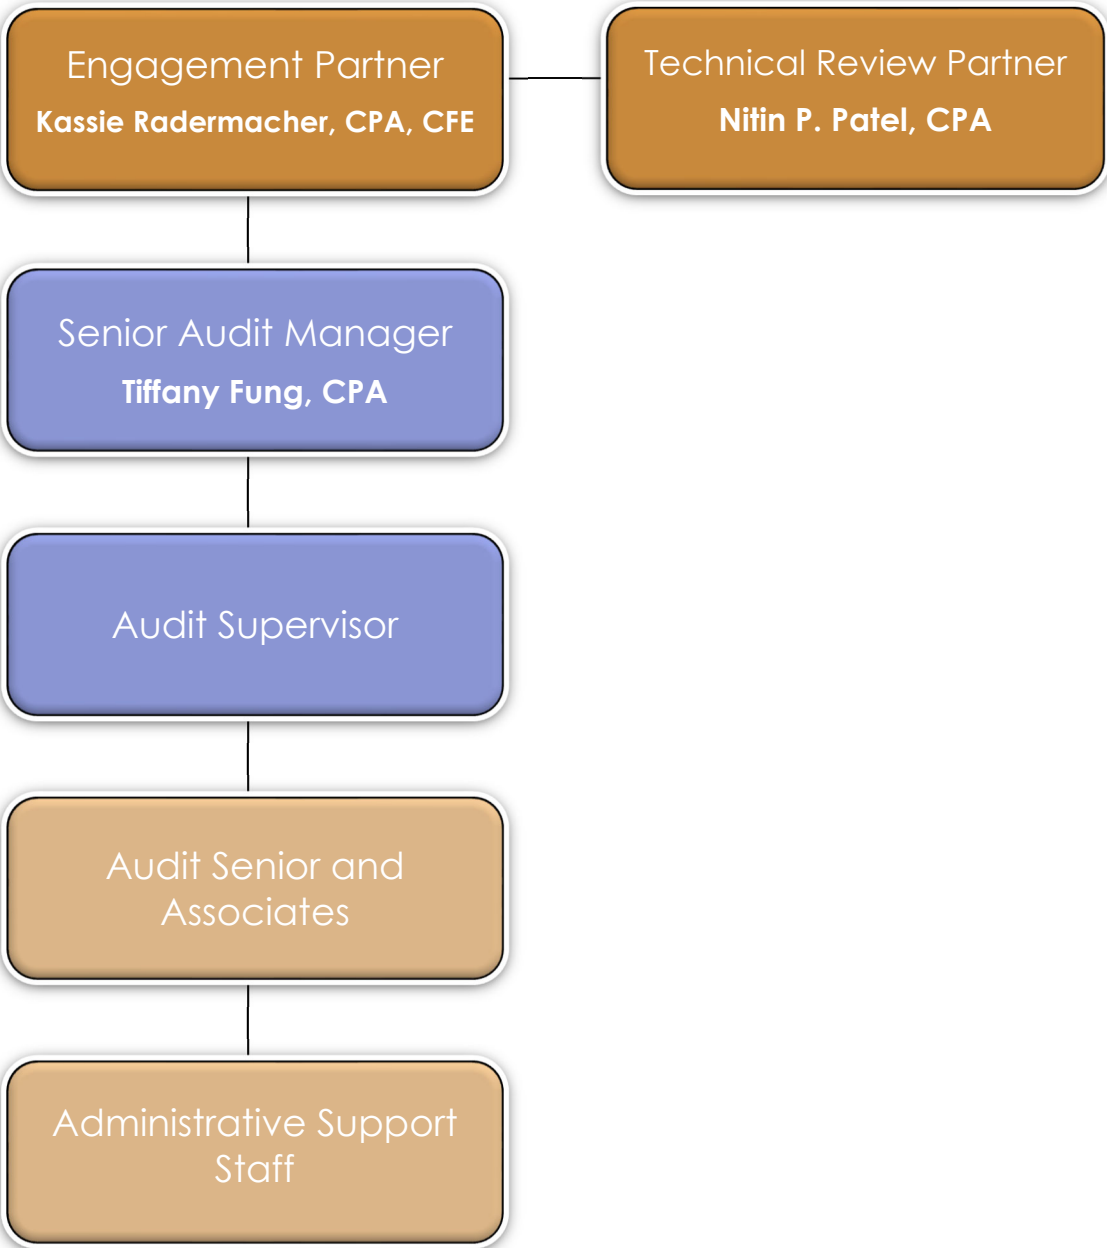 Engagement Partner
Kassie Radermacher, CPA, CFE
Technical Review Partner
Nitin P. Patel, CPA
Senior Audit Manager
Tiffany Fung, CPA
Audit Supervisor
Audit Senior and
Associates
Administrative Support
Staff